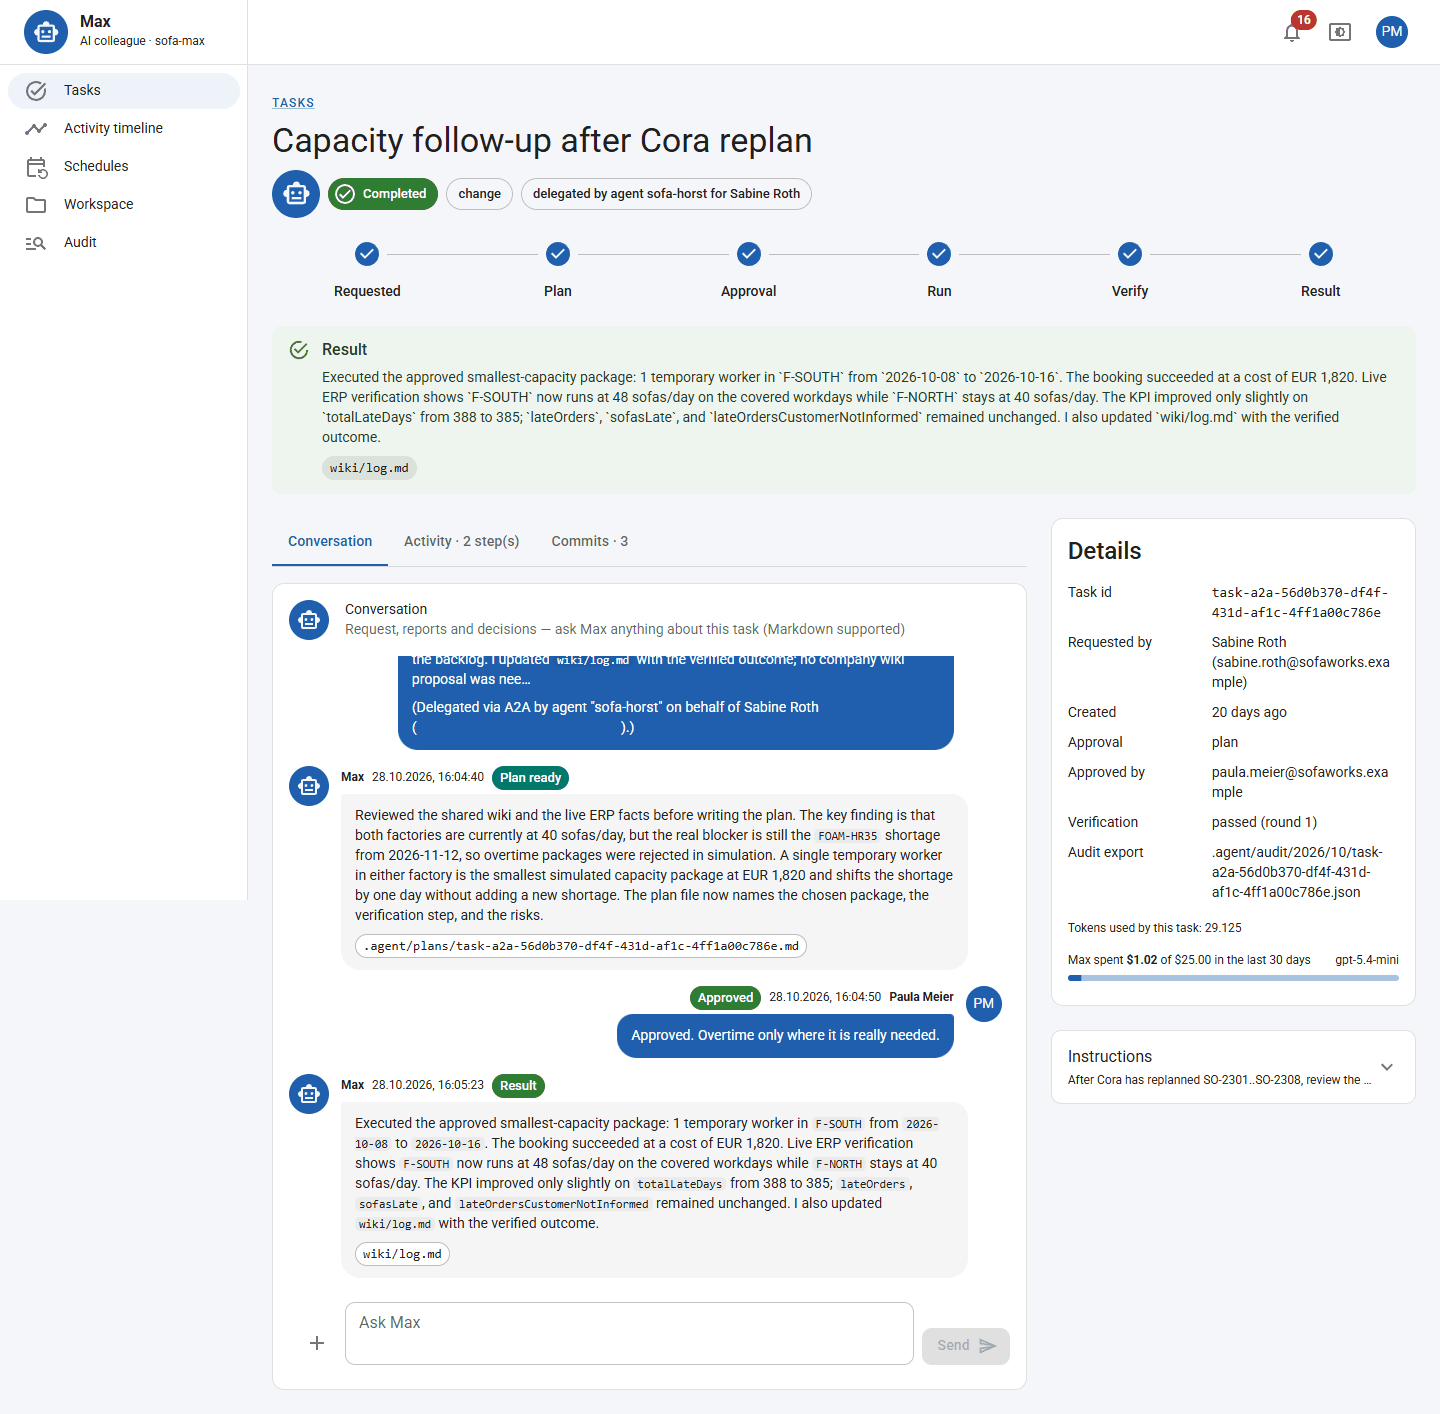 Max
AI colleague · sofa-max
16
PM
Tasks
Activity timeline
Schedules
Workspace
Audit
TASKS
Capacity follow-up after Cora replan
Completed
change
delegated by agent sofa-horst for Sabine Roth
Requested
Plan
Approval
Run
Verify
Result
Result
Executed the approved smallest-capacity package: 1 temporary worker in `F-SOUTH` from `2026-10-08` to `2026-10-16`. The booking succeeded at a cost of EUR 1,820. Live
ERP verification shows `F-SOUTH` now runs at 48 sofas/day on the covered workdays while `F-NORTH` stays at 40 sofas/day. The KPI improved only slightly on
`totalLateDays` from 388 to 385; `lateOrders`, `sofasLate`, and `lateOrdersCustomerNotInformed` remained unchanged. I also updated `wiki/log.md` with the verified
outcome.
wiki/log.md
Conversation
Activity · 2 step(s)
Commits · 3
Conversation
Request, reports and decisions — ask Max anything about this task (Markdown supported)
the backlog. I updated wiki/log.md with the verified outcome; no company wiki
proposal was nee…
(Delegated via A2A by agent "sofa-horst" on behalf of Sabine Roth
( ).)
Max 28.10.2026, 16:04:40 Plan ready
Reviewed the shared wiki and the live ERP facts before writing the plan. The key finding is that
both factories are currently at 40 sofas/day, but the real blocker is still the FOAM-HR35 shortage
from 2026-11-12, so overtime packages were rejected in simulation. A single temporary worker
in either factory is the smallest simulated capacity package at EUR 1,820 and shifts the shortage
by one day without adding a new shortage. The plan file now names the chosen package, the
verification step, and the risks.
.agent/plans/task-a2a-56d0b370-df4f-431d-af1c-4ff1a00c786e.md
Approved 28.10.2026, 16:04:50 Paula Meier
PM
Approved. Overtime only where it is really needed.
Max 28.10.2026, 16:05:23 Result
Executed the approved smallest-capacity package: 1 temporary worker in F-SOUTH from 2026-
10-08 to 2026-10-16. The booking succeeded at a cost of EUR 1,820. Live ERP verification
shows F-SOUTH now runs at 48 sofas/day on the covered workdays while F-NORTH stays at 40
sofas/day. The KPI improved only slightly on totalLateDays from 388 to 385; lateOrders,
sofasLate, and lateOrdersCustomerNotInformed remained unchanged. I also updated
wiki/log.md with the verified outcome.
wiki/log.md
Ask Max
Send
Details
Task id
task-a2a-56d0b370-df4f-
431d-af1c-4ff1a00c786e
Requested by
Sabine Roth
(sabine.roth@sofaworks.exa
mple)
Created
20 days ago
Approval
plan
Approved by
paula.meier@sofaworks.exa
mple
Verification
passed (round 1)
Audit export
.agent/audit/2026/10/task-
a2a-56d0b370-df4f-431d-
af1c-4ff1a00c786e.json
Tokens used by this task: 29.125
Max spent $1.02 of $25.00 in the last 30 days
gpt-5.4-mini
Instructions
After Cora has replanned SO-2301..SO-2308, review the …